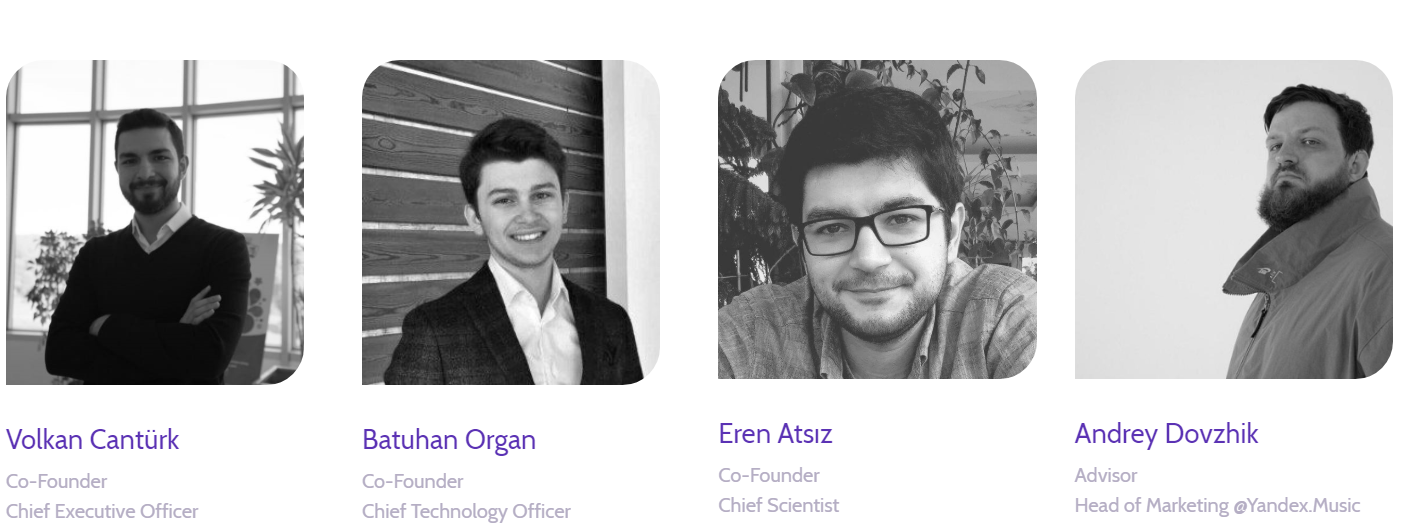 Volkan Cantürk
Co-Founder
Chief Executive Officer
Batuhan Organ
Co-Founder
Chief Technology Officer
Eren Atsız
Co-Founder
Chief Scientist
Andrey Dovzhik
Advisor
Head of Marketing @Yandex.Music